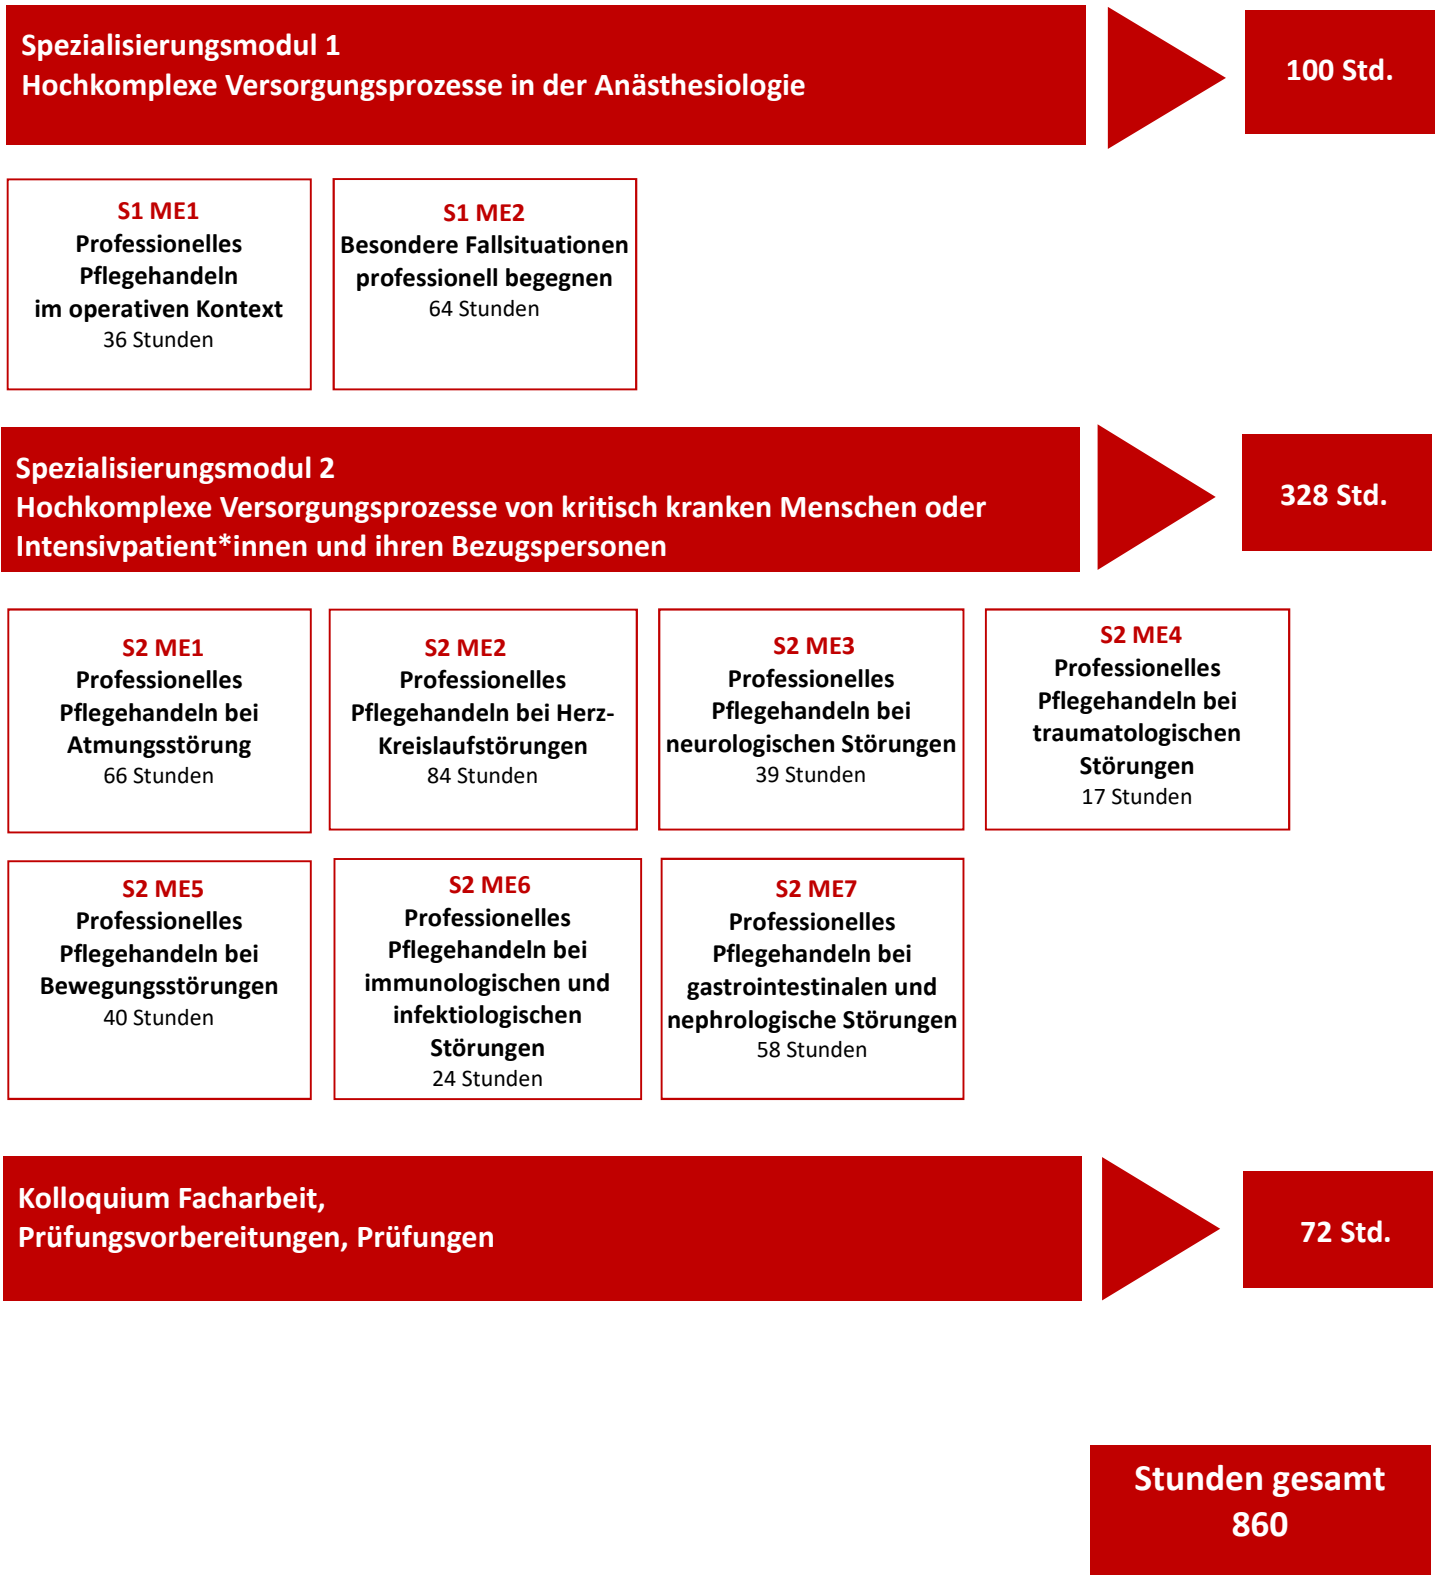 Spezialisierungsmodul 1
Hochkomplexe Versorgungsprozesse in der Anästhesiologie
100 Std.
S1 ME1
Professionelles
Pflegehandeln
im operativen Kontext
36 Stunden
S1 ME2
Besondere Fallsituationen
professionell begegnen
64 Stunden
Spezialisierungsmodul 2
Hochkomplexe Versorgungsprozesse von kritisch kranken Menschen oder
Intensivpatient*innen und ihren Bezugspersonen
328 Std.
S2 ME1
Professionelles
Pflegehandeln bei
Atmungsstörung
66 Stunden
S2 ME2
Professionelles
Pflegehandeln bei Herz-
Kreislaufstörungen
84 Stunden
S2 ME3
Professionelles
Pflegehandeln bei
neurologischen Störungen
39 Stunden
S2 ME4
Professionelles
Pflegehandeln bei
traumatologischen
Störungen
17 Stunden
S2 ME5
Professionelles
Pflegehandeln bei
Bewegungsstörungen
40 Stunden
S2 ME6
Professionelles
Pflegehandeln bei
immunologischen und
infektiologischen
Störungen
24 Stunden
S2 ME7
Professionelles
Pflegehandeln bei
gastrointestinalen und
nephrologische Störungen
58 Stunden
Kolloquium Facharbeit,
Prüfungsvorbereitungen, Prüfungen
72 Std.
Stunden gesamt
860